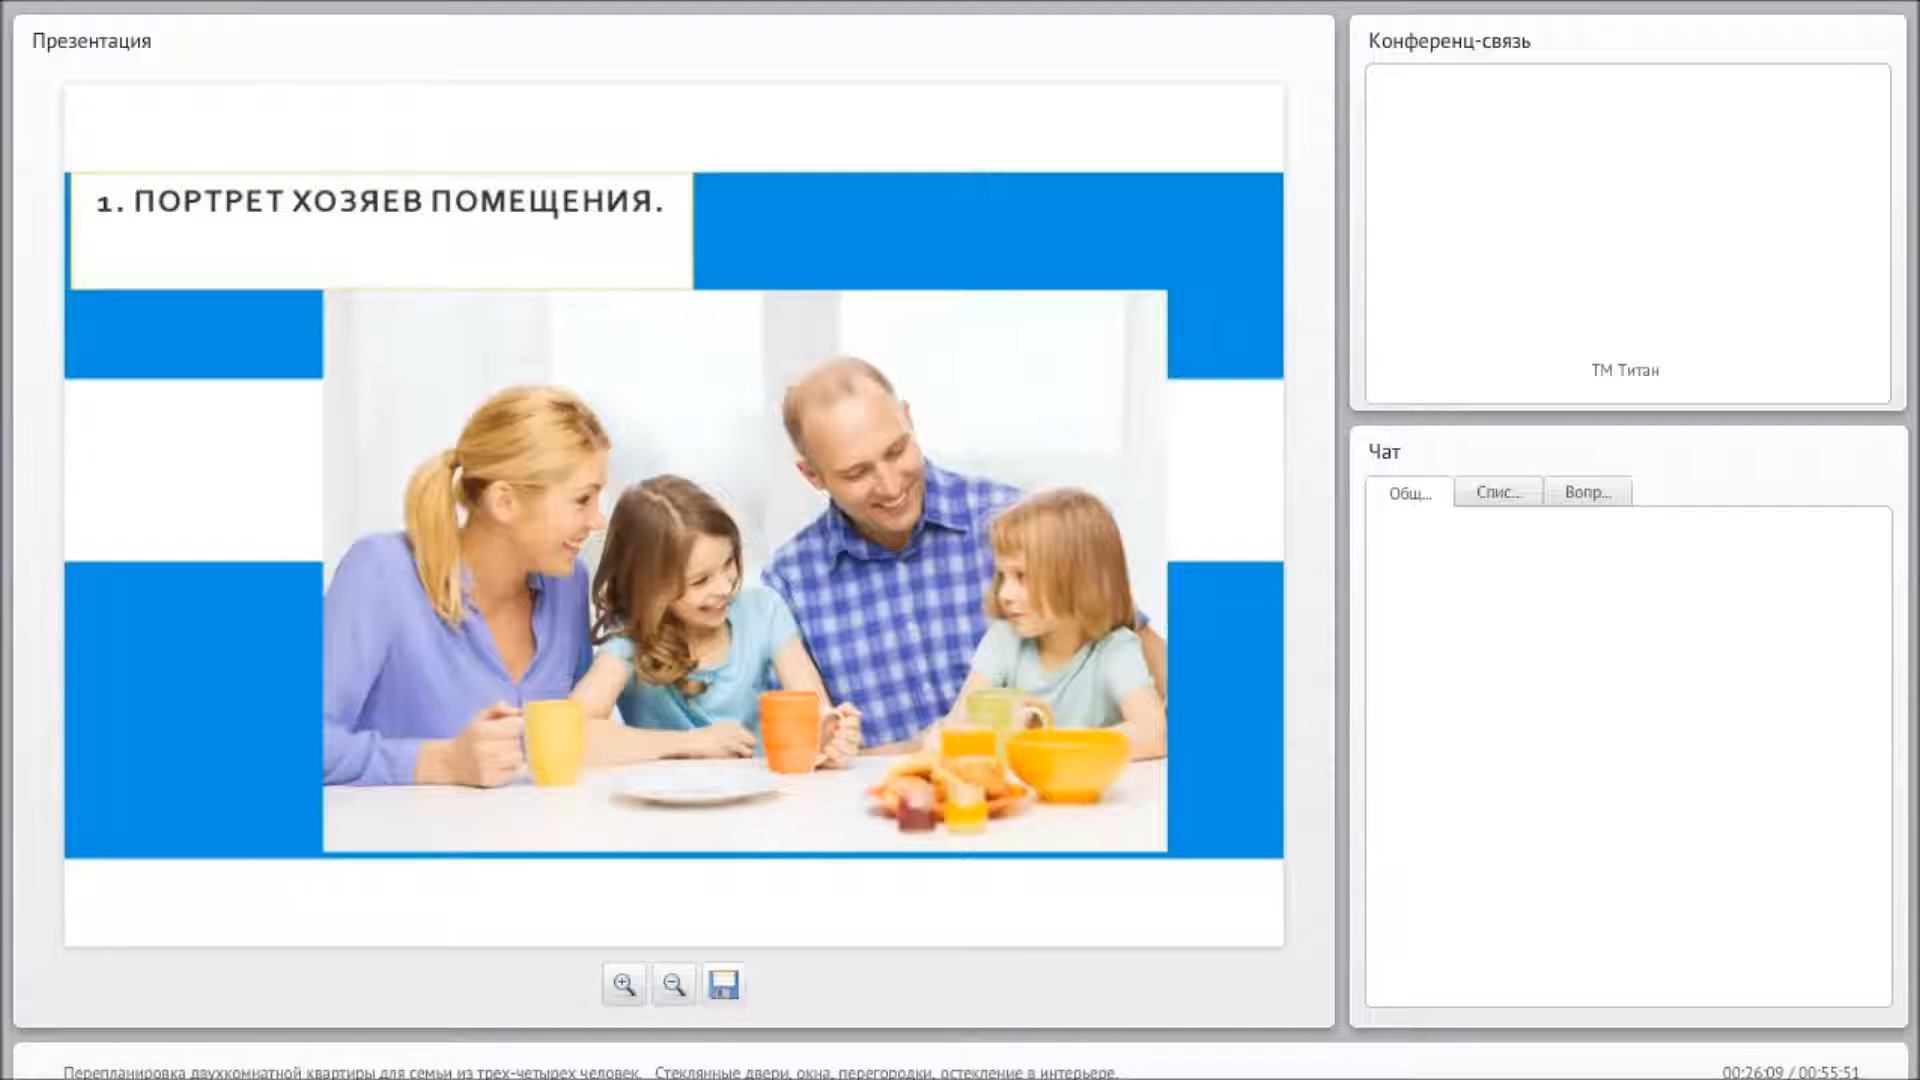 Презентация
1. ПОРТРЕТ ХОЗЯЕВ ПОМЕЩЕНИЯ.
Конференц-связь
ТМ Титан
Чат
Общ... Спис... Вопр...
Перепланировка двухкомнатной квартиры для семьи из трех-четырех человек. Стеклянные двери, окна, перегородки, остекление в интерьере.
00:26:09 / 00:55:51